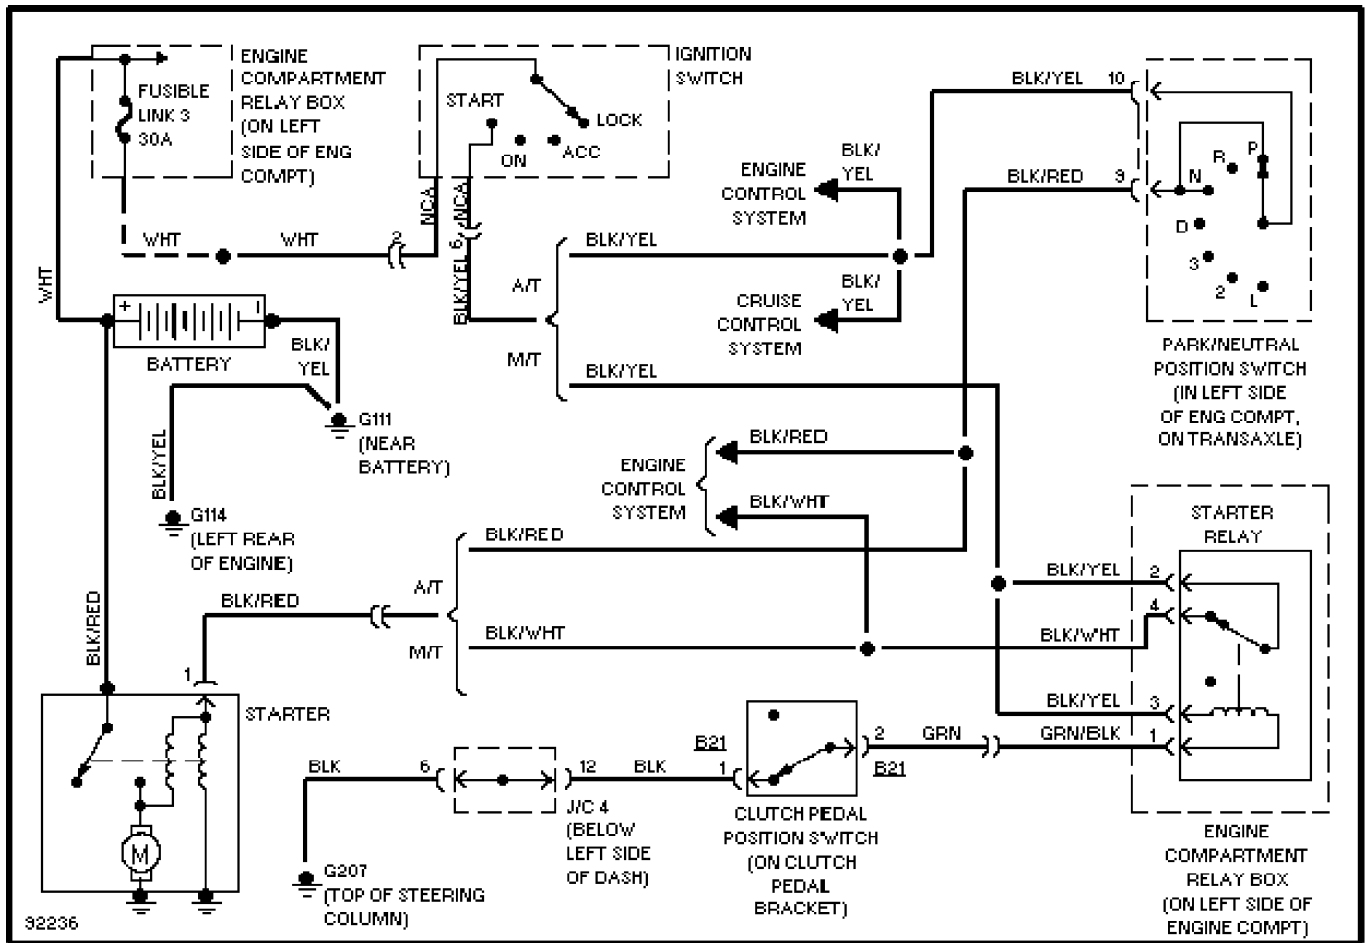 ENGINE
COMPARTMENT
RELAY BOX
(ON LEFT
SIDE OF ENG
COMPT)
FUSIBLE
LINK 3
30A
IGNITION
SWITCH
START
LOCK
ON
ACC
NCA
NCA
2
6
BLK/YEL
WHT
WHT
WHT
+
BATTERY
BLK/
YEL
G111
(NEAR
BATTERY)
BLK/YEL
G114
(LEFT REAR
OF ENGINE)
A/T
M/T
BLK/YEL
BLK/YEL
ENGINE
CONTROL
SYSTEM
BLK/
YEL
CRUISE
CONTROL
SYSTEM
BLK/
YEL
BLK/YEL
10
BLK/RED
9
P
R
N
D
3
2
L
PARK/NEUTRAL
POSITION SWITCH
(IN LEFT SIDE
OF ENG COMPT,
ON TRANSAXLE)
ENGINE
CONTROL
SYSTEM
BLK/RED
BLK/WHT
BLK/RED
BLK/RED
A/T
M/T
BLK/RED
BLK/WHT
1
STARTER
M
STARTER
RELAY
BLK/YEL
2
4
BLK/WHT
BLK/YEL
3
GRN
GRN/BLK
1
ENGINE
COMPARTMENT
RELAY BOX
(ON LEFT SIDE OF
ENGINE COMPT)
B21
1
2
B21
CLUTCH PEDAL
POSITION SWITCH
(ON CLUTCH
PEDAL
BRACKET)
BLK
6
12
BLK
J/C 4
(BELOW
LEFT SIDE
OF DASH)
G207
(TOP OF STEERING
COLUMN)
92236